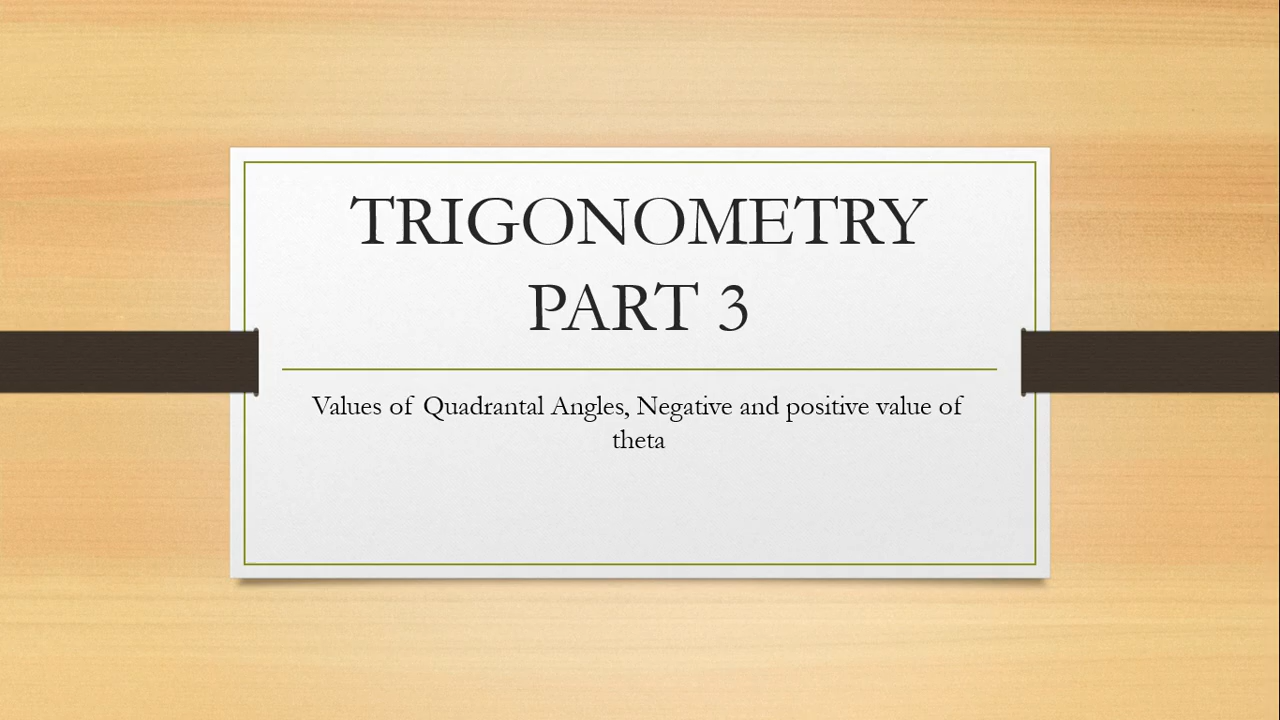 TRIGONOMETRY
PART 3
Values of Quadrantal Angles, Negative and positive value of
theta